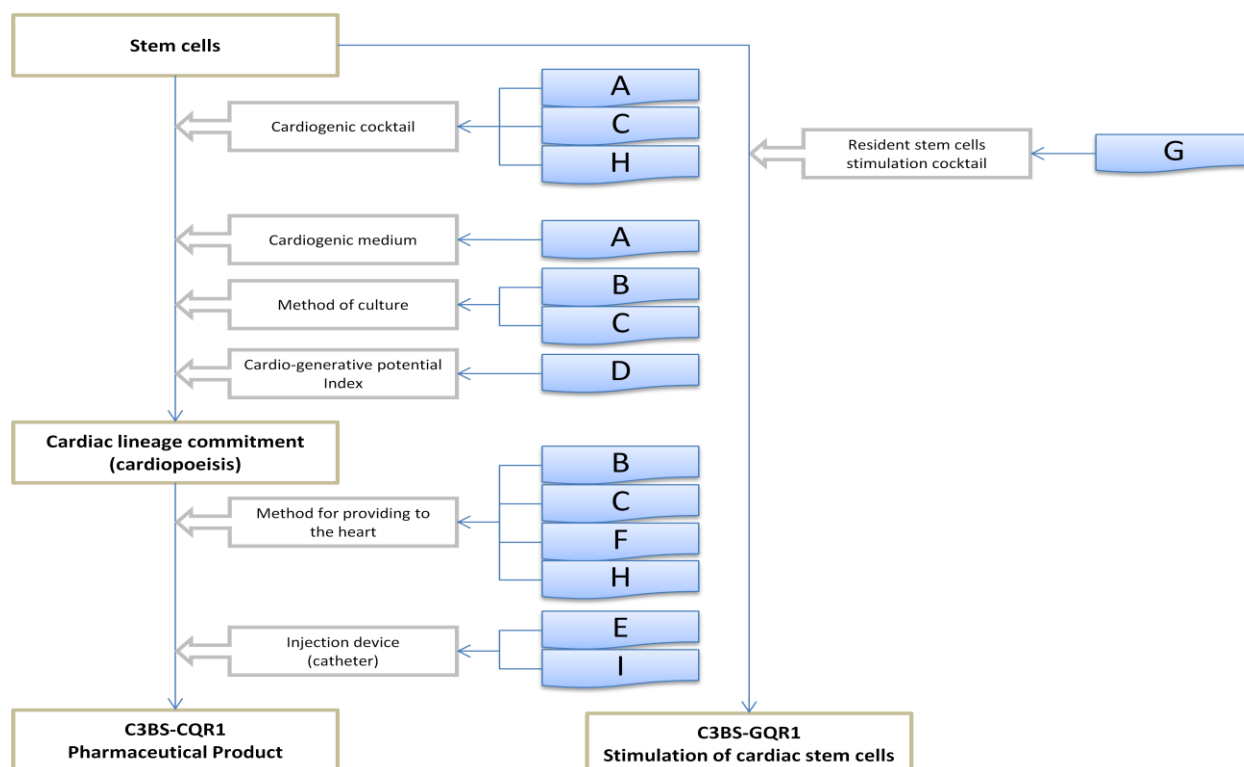 Stem cells
Cardiogenic cocktail
A
C
H
Resident stem cells
stimulation cocktail
G
Cardiogenic medium
A
Method of culture
B
C
Cardio-generative potential
Index
D
Cardiac lineage commitment
(cardiopoeisis)
Method for providing to
the heart
B
C
F
H
Injection device
(catheter)
E
I
C3BS-CQR1
Pharmaceutical Product
C3BS-GQR1
Stimulation of cardiac stem cells